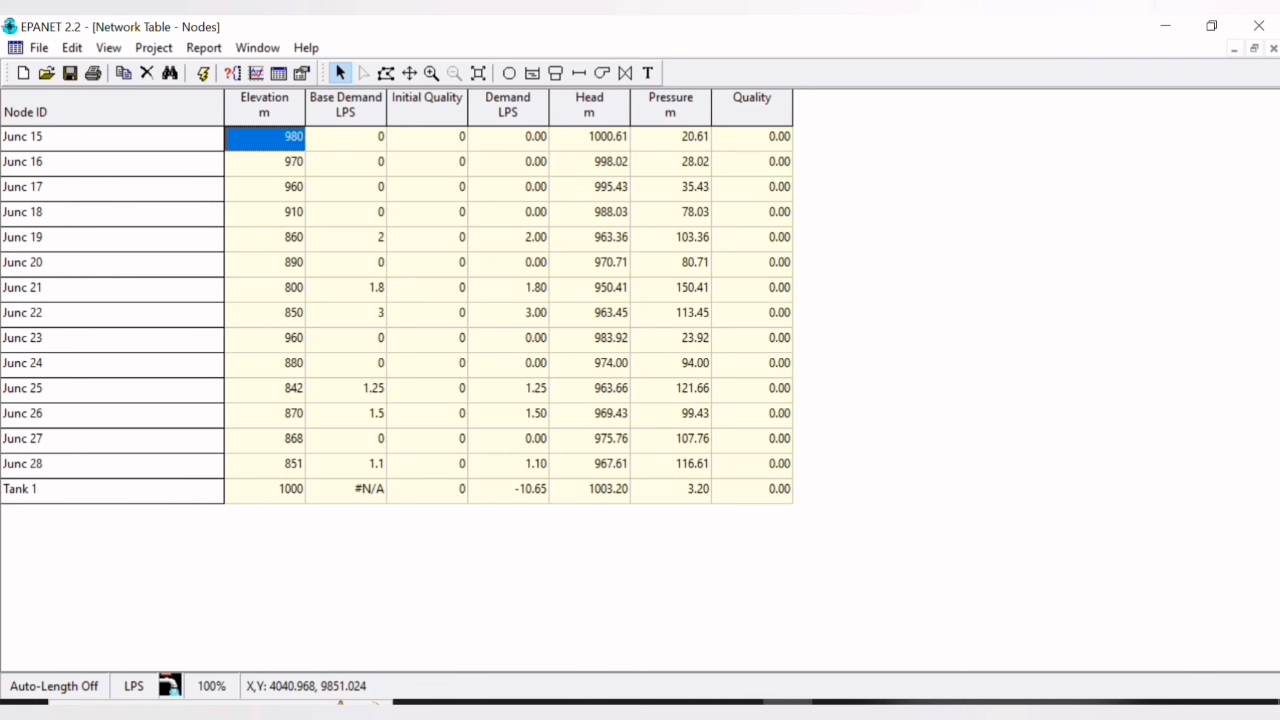 EPANET 2.2 - [Network Table - Nodes]
File Edit View Project Report Window Help
T
Node ID Elevation m Base Demand LPS Initial Quality Demand LPS Head m Pressure m Quality
Junc 15 980 0 0 0.00 1000.61 20.61 0.00
Junc 16 970 0 0 0.00 998.02 28.02 0.00
Junc 17 960 0 0 0.00 995.43 35.43 0.00
Junc 18 910 0 0 0.00 988.03 78.03 0.00
Junc 19 860 2 0 2.00 963.36 103.36 0.00
Junc 20 890 0 0 0.00 970.71 80.71 0.00
Junc 21 800 1.8 0 1.80 950.41 150.41 0.00
Junc 22 850 3 0 3.00 963.45 113.45 0.00
Junc 23 960 0 0 0.00 983.92 23.92 0.00
Junc 24 880 0 0 0.00 974.00 94.00 0.00
Junc 25 842 1.25 0 1.25 963.66 121.66 0.00
Junc 26 870 1.5 0 1.50 969.43 99.43 0.00
Junc 27 868 0 0 0.00 975.76 107.76 0.00
Junc 28 851 1.1 0 1.10 967.61 116.61 0.00
Tank 1 1000 #N/A 0 -10.65 1003.20 3.20 0.00
Auto-Length Off LPS 100% X,Y: 4040.968, 9851.024